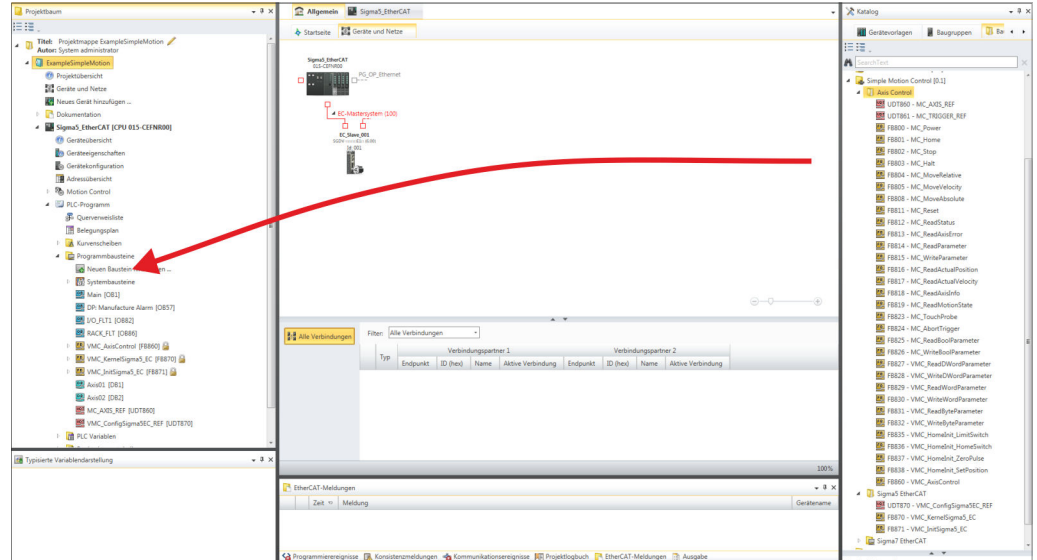 Projektbaum
Titel: Projektmappe ExampleSimpleMotion
Autor: System administrator
ExampleSimpleMotion
Projektübersicht
Geräte und Netze
Neues Gerät hinzufügen ...
Dokumentation
Sigma5_EtherCAT [CPU 015-CEFNR00]
Geräteübersicht
Geräteeigenschaften
Gerätekonfiguration
Adressübersicht
Motion Control
PLC-Programm
Querverweisliste
Belegungsplan
Kurvenscheiben
Programmbausteine
Neuen Baustein
Systembausteine
Main [OB1]
DP: Manufacture Alarm [OB57]
I/O_FLT1 [OB82]
RACK_FLT [OB86]
VMC_AxisControl [FB860]
VMC_KernelSigma5_EC [FB870]
VMC_InitSigma5_EC [FB871]
Axis01 [DB1]
Axis02 [DB2]
MC_AXIS_REF [UDT860]
VMC_ConfigSigma5EC_REF [UDT870]
PLC Variablen
Typisierte Variablendarstellung
Allgemein
Sigma5_EtherCAT
Startseite
Geräte und Netze
Sigma5_EtherCAT
015-CEFNR00
PG_OP_Ethernet
EC-Mastersystem (100)
EC_Slave_001
Alle Verbindungen
Filter: Alle Verbindungen
Typ
Verbindungspartner 1
Verbindungspartner 2
Endpunkt
ID (hex)
Name
Aktive Verbindung
Endpunkt
ID (hex)
Name
Aktive Verbindung
100%
EtherCAT-Meldungen
Zeit
Meldung
Gerätename
Programmierereignisse
Konsistenzmeldungen
Kommunikationsereignisse
Projektlogbuch
EtherCAT-Meldungen
Ausgabe
Katalog
Gerätevorlagen
Baugruppen
Ba
SearchText
Simple Motion Control [0.1]
Axis Control
UDT860 - MC_AXIS_REF
UDT861 - MC_TRIGGER_REF
FB800 - MC_Power
FB801 - MC_Home
FB802 - MC_Stop
FB803 - MC_Halt
FB804 - MC_MoveRelative
FB805 - MC_MoveVelocity
FB808 - MC_MoveAbsolute
FB811 - MC_Reset
FB812 - MC_ReadStatus
FB813 - MC_ReadAxisError
FB814 - MC_ReadParameter
FB815 - MC_WriteParameter
FB816 - MC_ReadActualPosition
FB817 - MC_ReadActualVelocity
FB818 - MC_ReadAxisInfo
FB819 - MC_ReadMotionState
FB823 - MC_TouchProbe
FB824 - MC_AbortTrigger
FB825 - MC_ReadBoolParameter
FB826 - MC_WriteBoolParameter
FB827 - VMC_ReadDWordParameter
FB828 - VMC_WriteDWordParameter
FB829 - VMC_ReadWordParameter
FB830 - VMC_WriteWordParameter
FB831 - VMC_ReadByteParameter
FB832 - VMC_WriteByteParameter
FB835 - VMC_HomeInit_LimitSwitch
FB836 - VMC_HomeInit_HomeSwitch
FB837 - VMC_HomeInit_ZeroPulse
FB838 - VMC_HomeInit_SetPosition
FB860 - VMC_AxisControl
Sigma5 EtherCAT
UDT870 - VMC_ConfigSigma5EC_REF
FB870 - VMC_KernelSigma5_EC
FB871 - VMC_InitSigma5_EC
Sigma7 EtherCAT